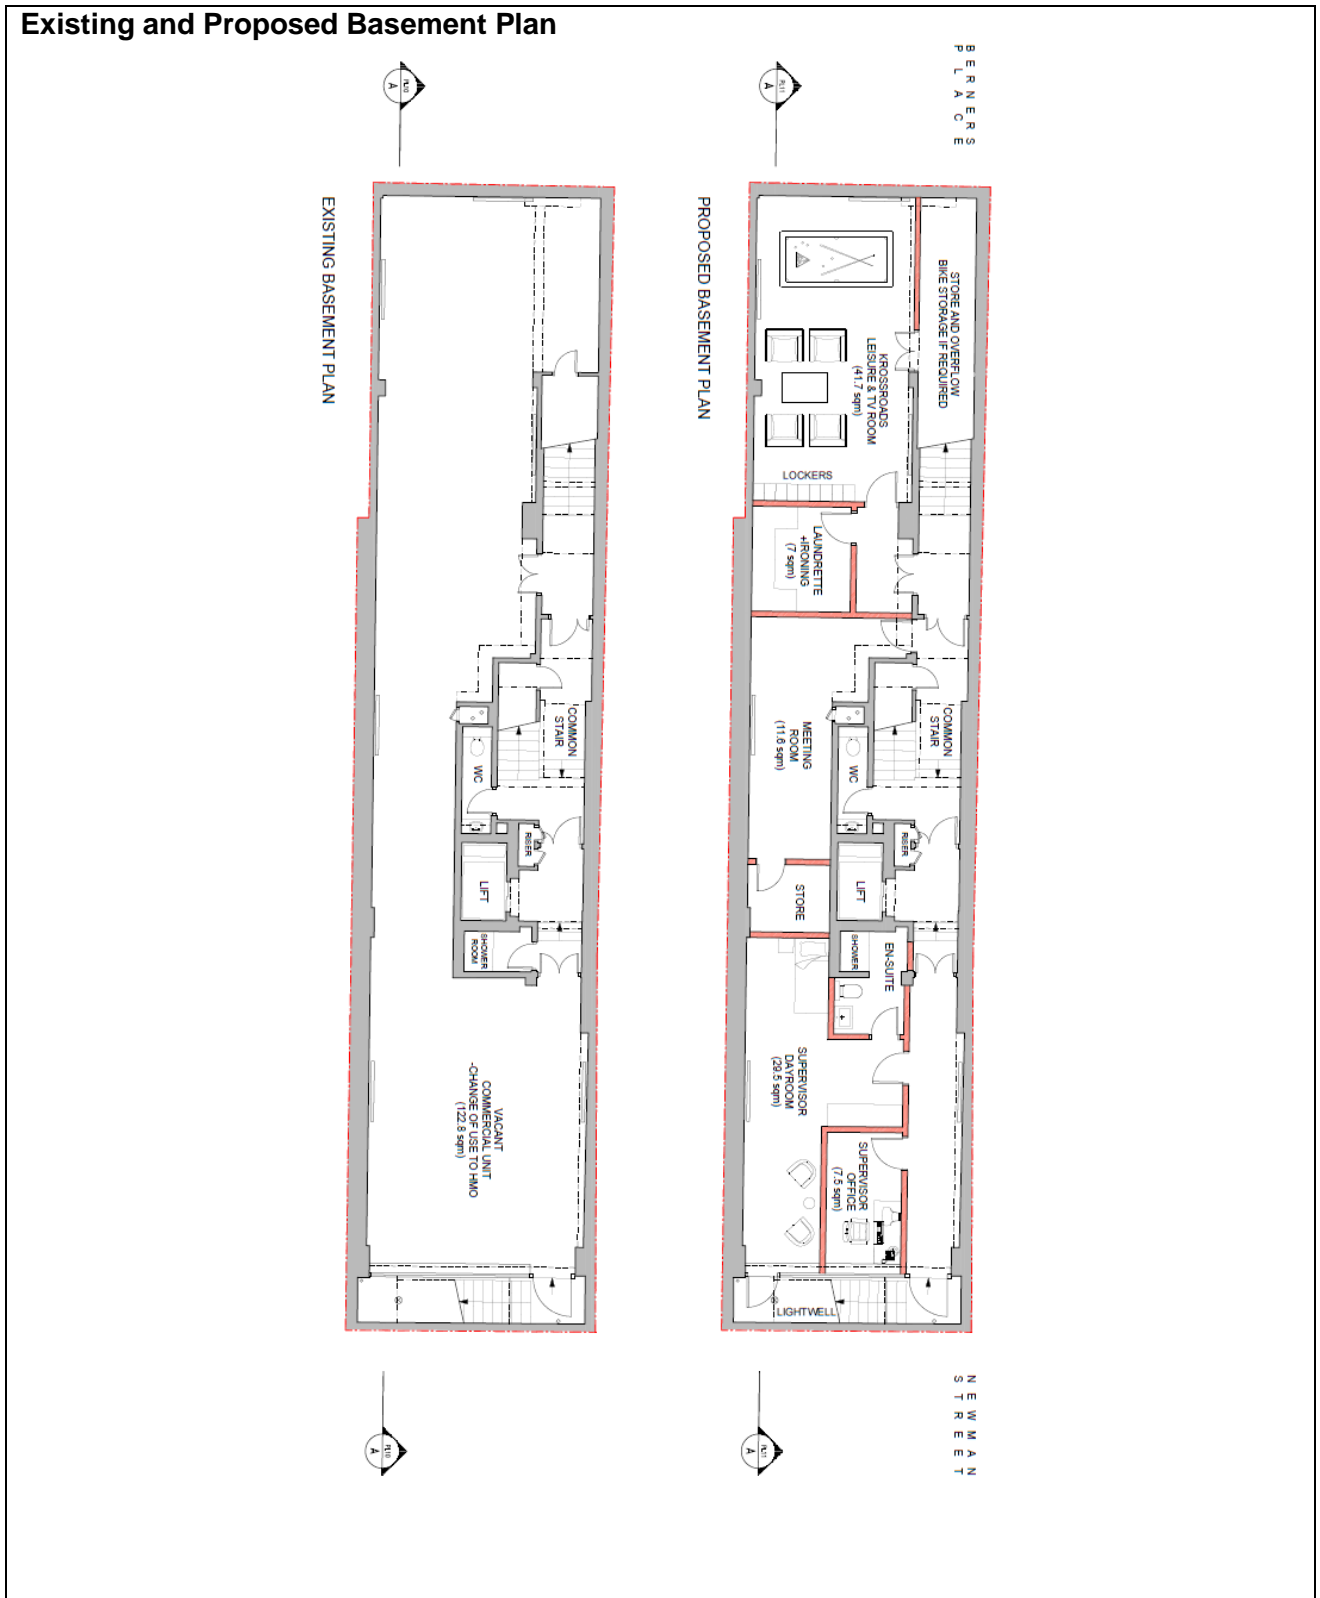 Existing and Proposed Basement Plan
BERNERS
PLACE
PL10
A
PL11
A
EXISTING BASEMENT PLAN
COMMON
STAIR
WC
RISER
LIFT
SHOWER
ROOM
VACANT
COMMERCIAL UNIT
-CHANGE OF USE TO HMO
(122.8 sqm)
PL10
A
PROPOSED BASEMENT PLAN
STORE AND OVERFLOW
BIKE STORAGE IF REQUIRED
KROSSROADS
LEISURE & TV ROOM
(41.7 sqm)
LOCKERS
LAUNDRETTE
+IRONING
(7 sqm)
COMMON
STAIR
MEETING
ROOM
(11.6 sqm)
WC
RISER
LIFT
STORE
SHOWER
EN-SUITE
SUPERVISOR
DAYROOM
(29.5 sqm)
SUPERVISOR
OFFICE
(7.5 sqm)
LIGHTWELL
PL11
A
NEWMAN
STREET